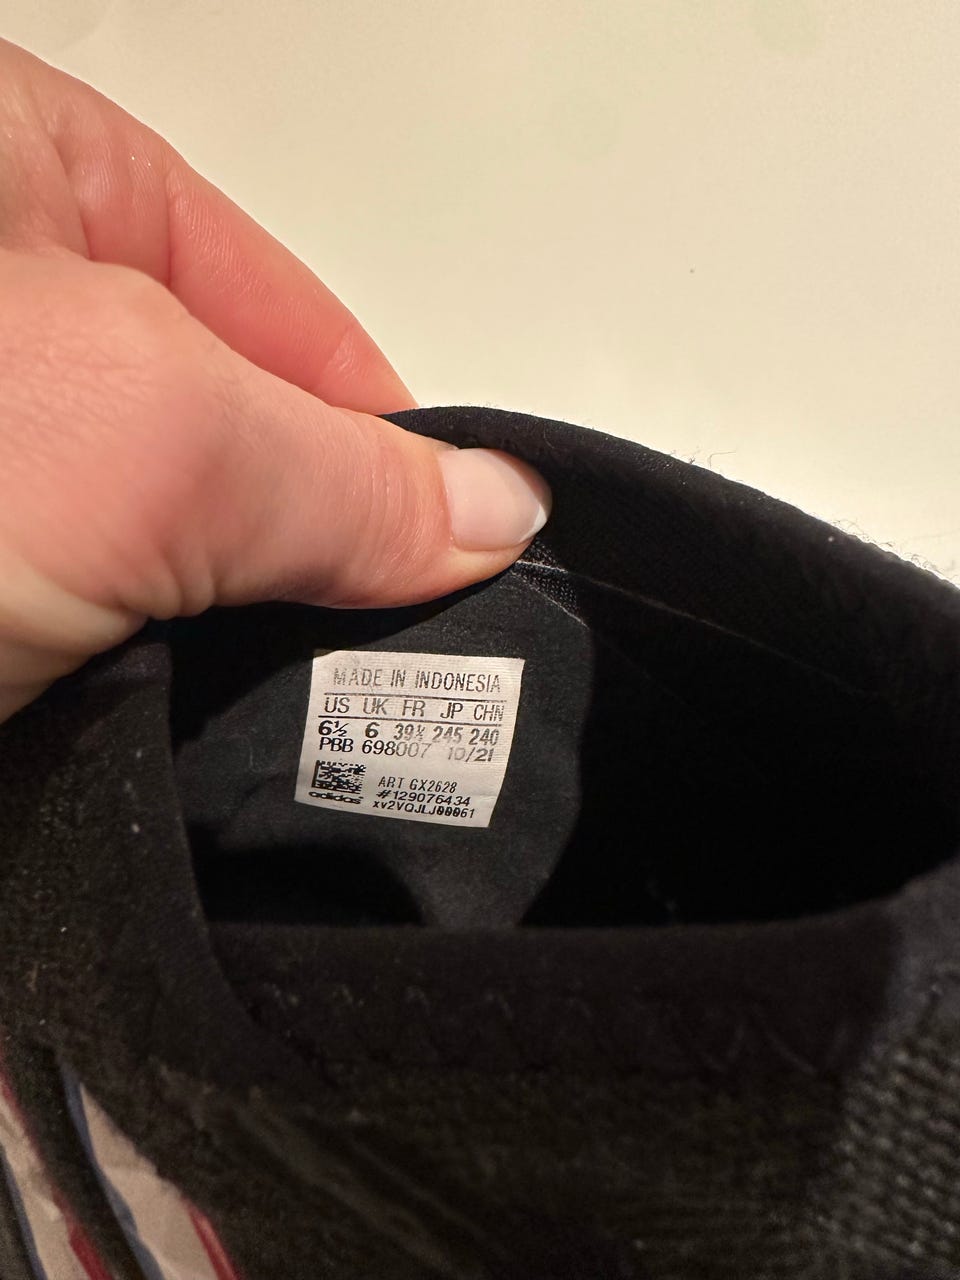 MADE IN INDONESIA
US UK FR JP CHN
6½ 6 39⅓ 245 240
PBB 698007 10/21
ART GX2628
#129076434
adidas xv2VQJLJ00061